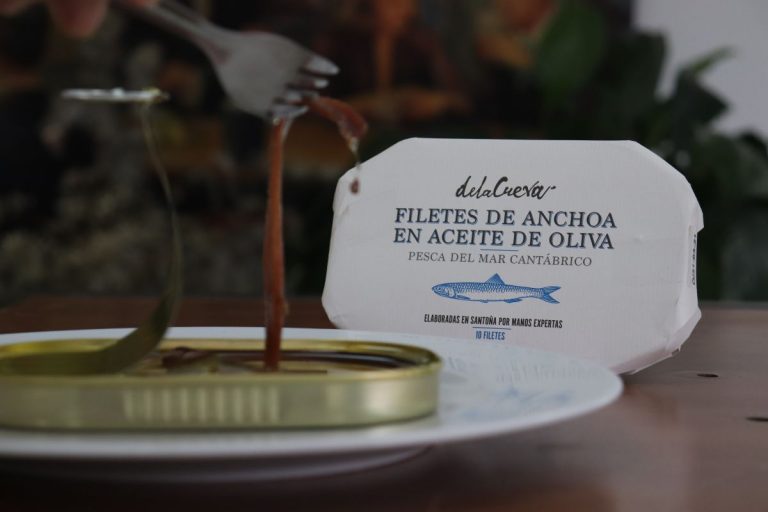 delaCueva
FILETES DE ANCHOA
EN ACEITE DE OLIVA
PESCA DEL MAR CANTÁBRICO
ELABORADAS EN SANTOÑA POR MANOS EXPERTAS
10 FILETES